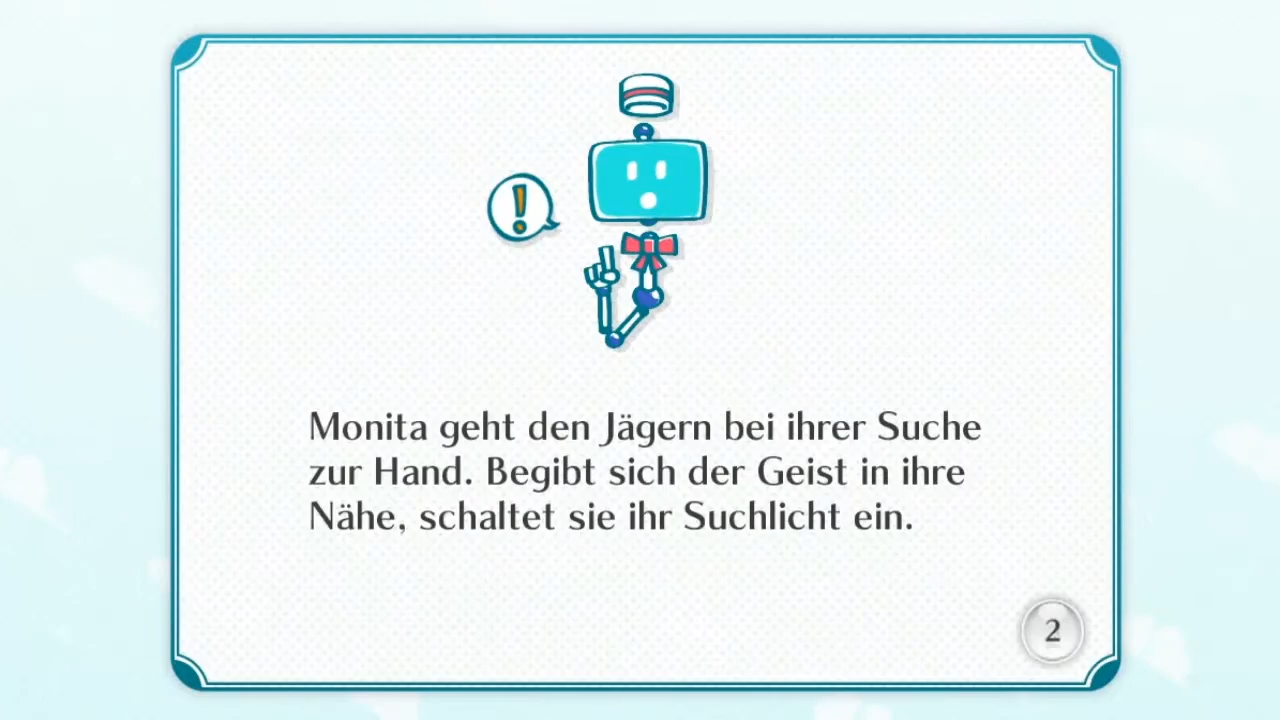 !
Monita geht den Jägern bei ihrer Suche
zur Hand. Begibt sich der Geist in ihre
Nähe, schaltet sie ihr Suchlicht ein.
2